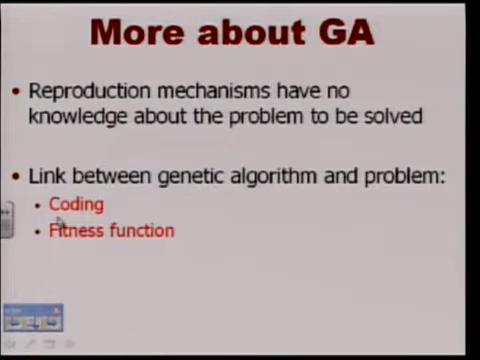 More about GA
• Reproduction mechanisms have no
knowledge about the problem to be solved
• Link between genetic algorithm and problem:
• Coding
• Fitness function